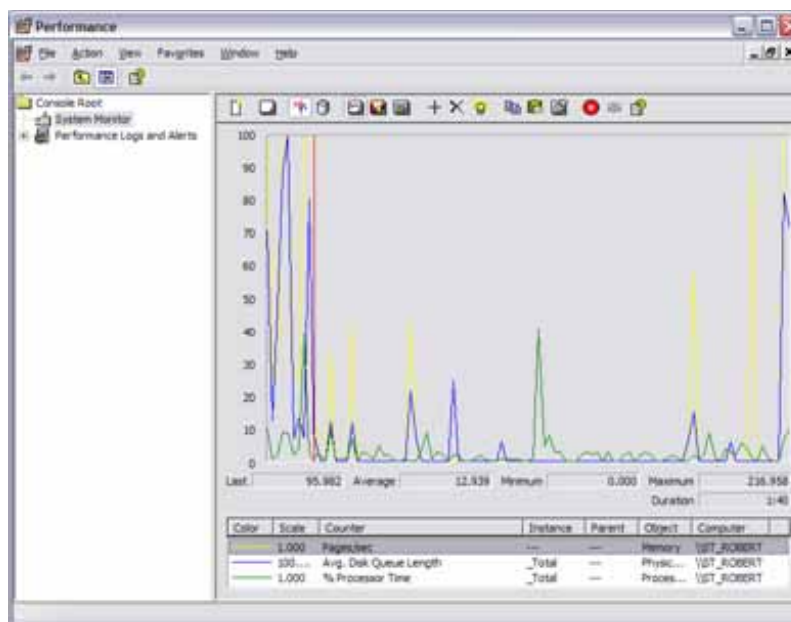 Performance
File Action View Favorites Window Help
Console Root
System Monitor
Performance Logs and Alerts
100
90
80
70
60
50
40
30
20
10
0
Last 95.982 Average 12.939 Minimum 0.000 Maximum 216.958
Duration 1:40
Color Scale Counter Instance Parent Object Computer
1.000 Pages/sec --- --- Memory \\ST_ROBERT
100.... Avg. Disk Queue Length _Total --- Physic... \\ST_ROBERT
1.000 % Processor Time _Total --- Proces... \\ST_ROBERT